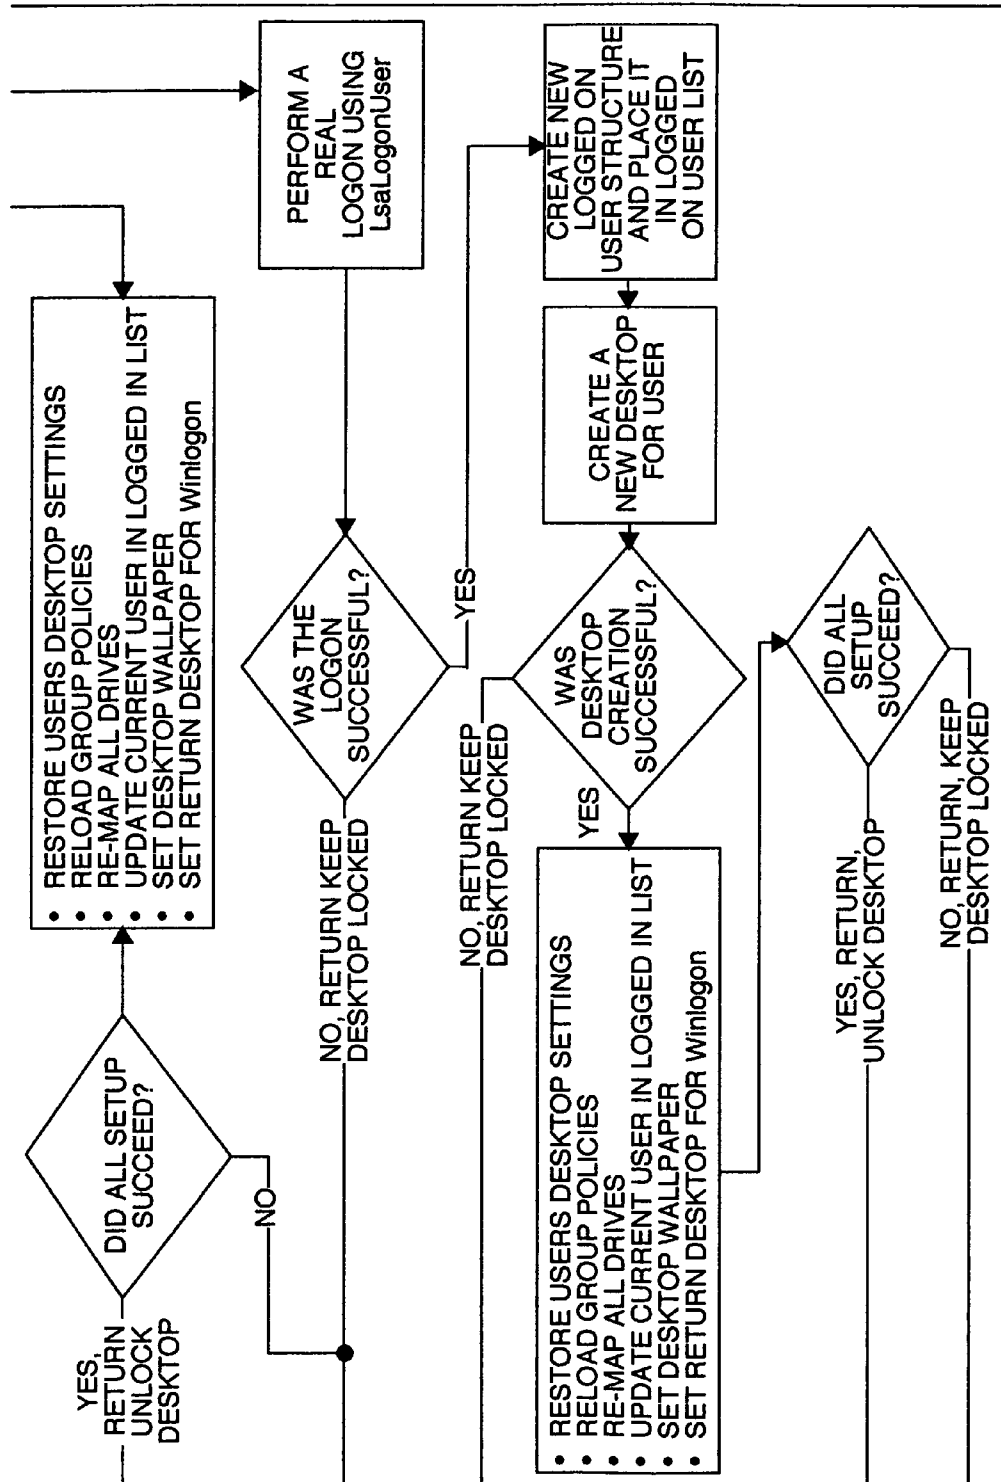 YES,
RETURN
UNLOCK
DESKTOP
DID ALL SETUP
SUCCEED?
NO
• RESTORE USERS DESKTOP SETTINGS
• RELOAD GROUP POLICIES
• RE-MAP ALL DRIVES
• UPDATE CURRENT USER IN LOGGED IN LIST
• SET DESKTOP WALLPAPER
• SET RETURN DESKTOP FOR Winlogon
PERFORM A
REAL
LOGON USING
LsaLogonUser
WAS THE
LOGON
SUCCESSFUL?
NO, RETURN KEEP
DESKTOP LOCKED
YES
CREATE NEW
LOGGED ON
USER STRUCTURE
AND PLACE IT
IN LOGGED
ON USER LIST
CREATE A
NEW DESKTOP
FOR USER
WAS
DESKTOP
CREATION
SUCCESSFUL?
NO, RETURN KEEP
DESKTOP LOCKED
YES
• RESTORE USERS DESKTOP SETTINGS
• RELOAD GROUP POLICIES
• RE-MAP ALL DRIVES
• UPDATE CURRENT USER IN LOGGED IN LIST
• SET DESKTOP WALLPAPER
• SET RETURN DESKTOP FOR Winlogon
DID ALL
SETUP
SUCCEED?
YES, RETURN,
UNLOCK DESKTOP
NO, RETURN, KEEP
DESKTOP LOCKED